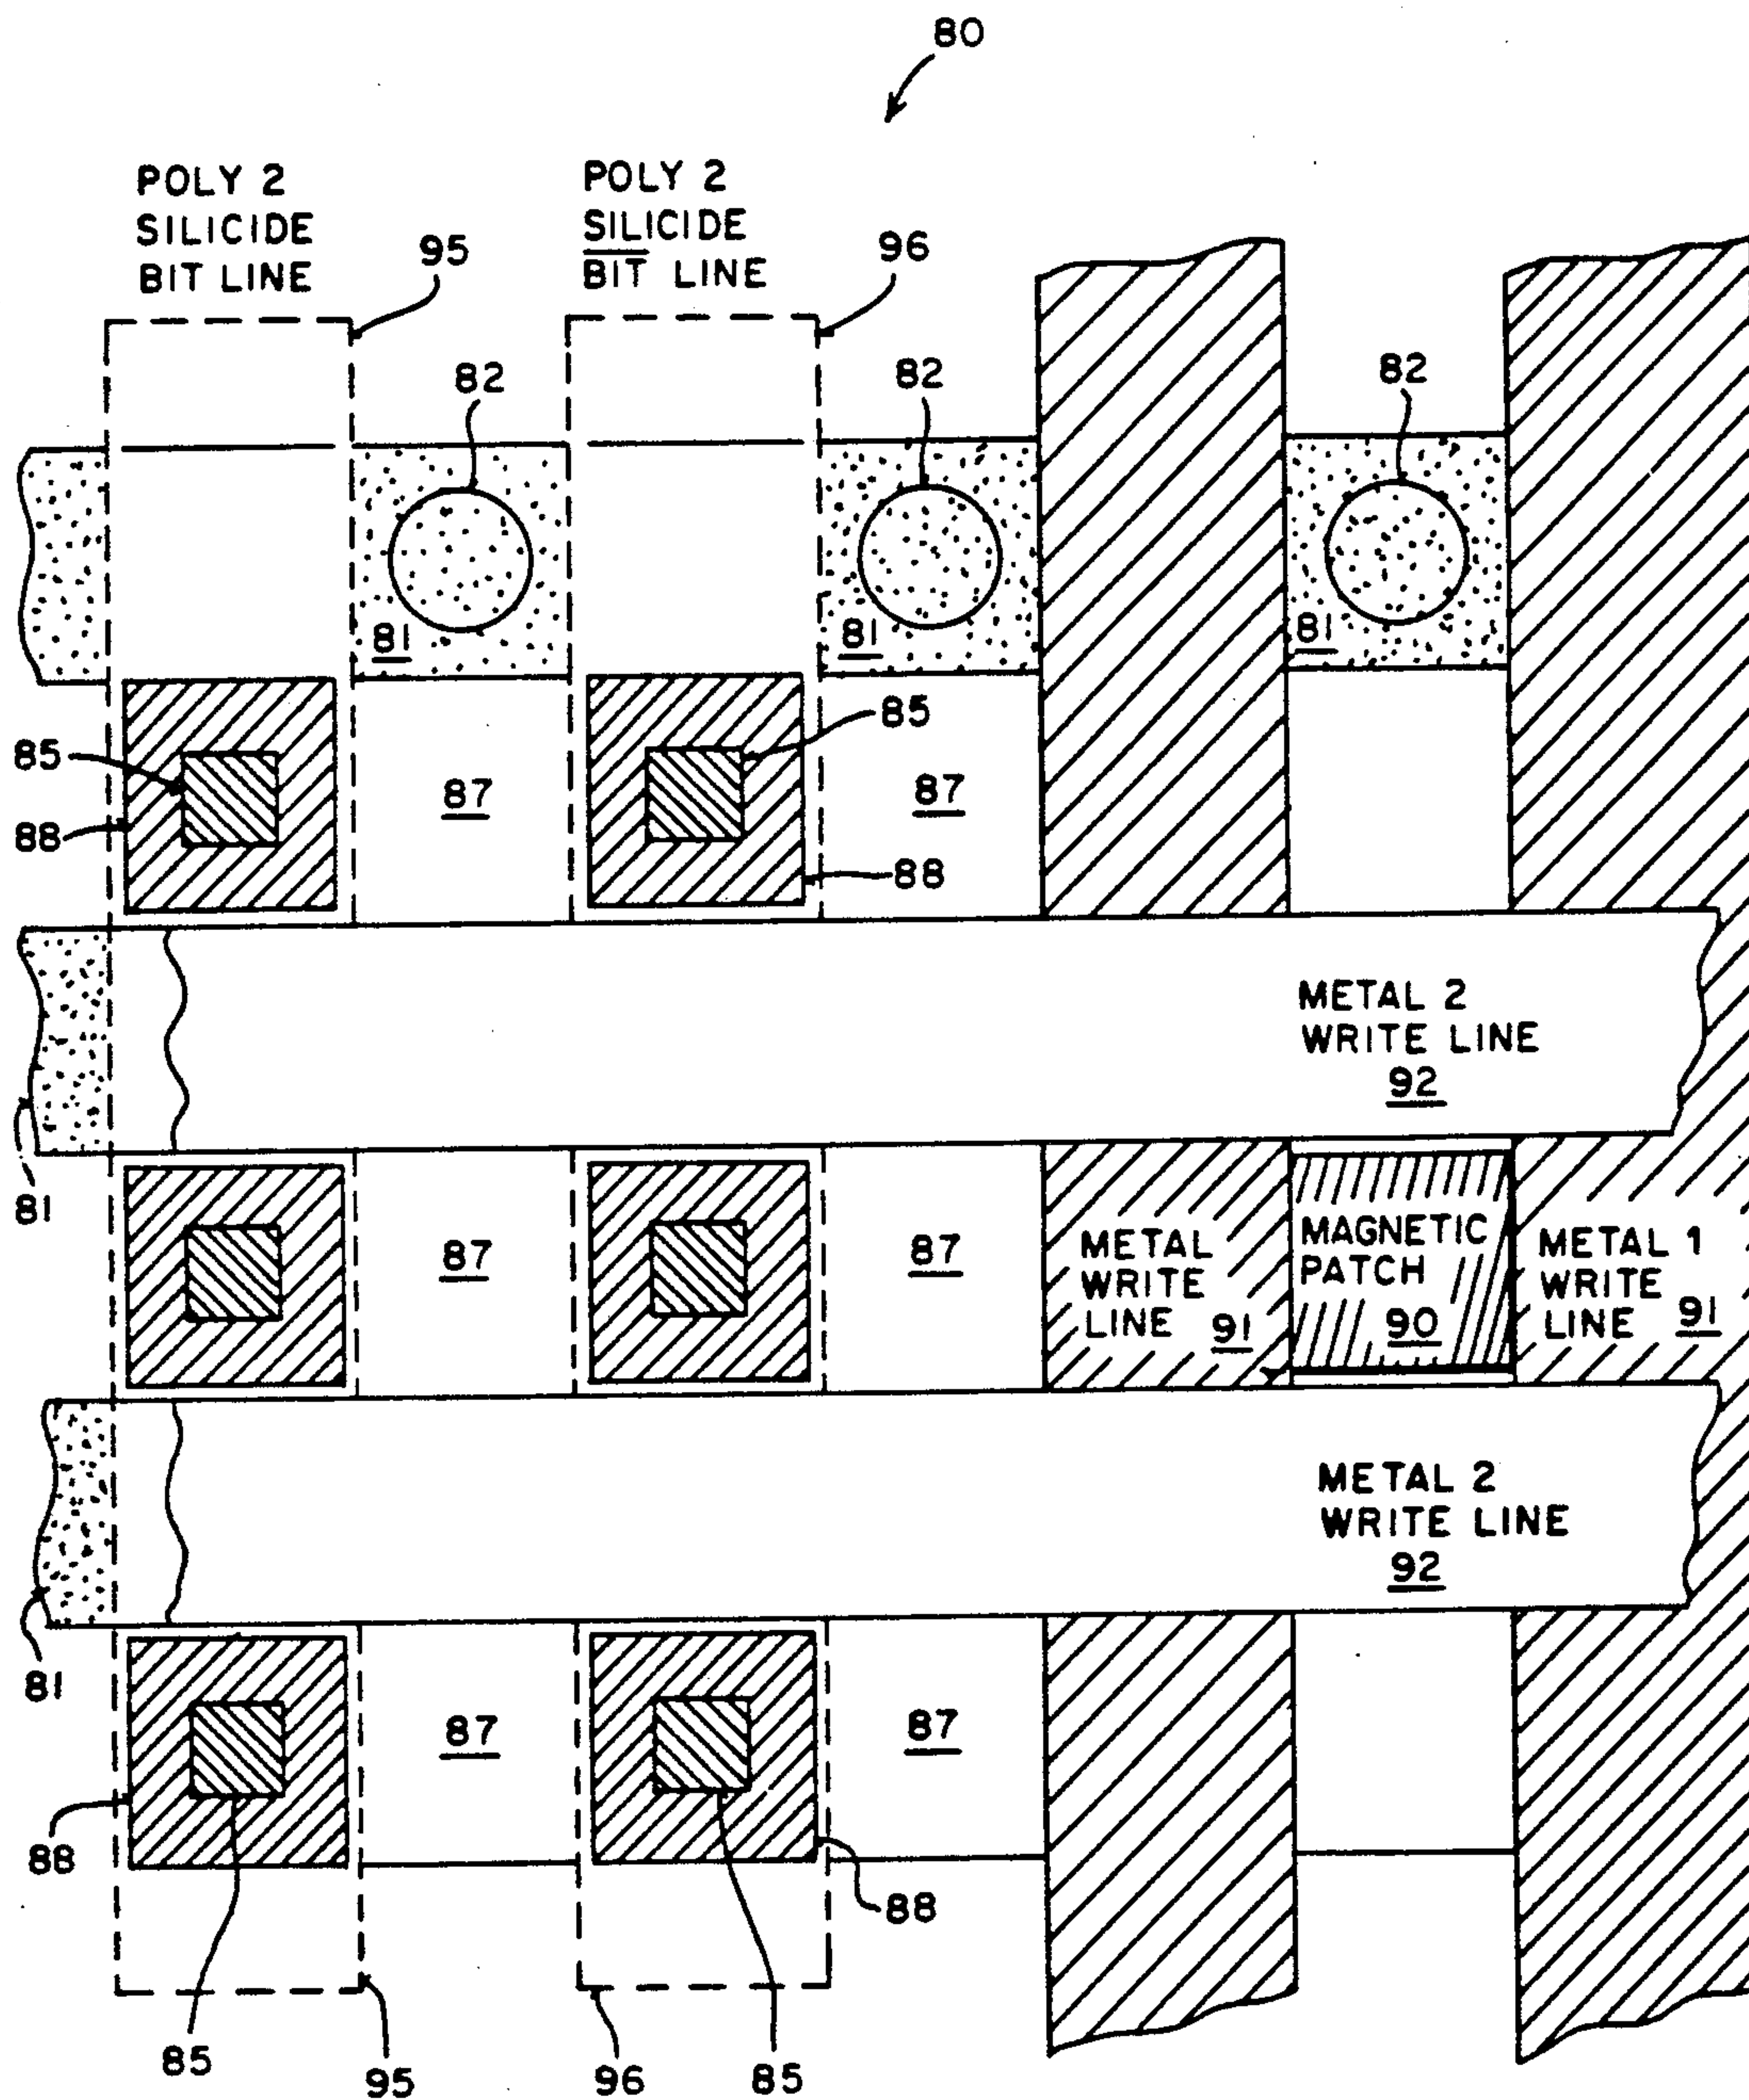 80
POLY 2
SILICIDE
BIT LINE
POLY 2
SILICIDE
BIT LINE
95
96
82
82
82
81
81
81
85
85
87
87
88
88
METAL 2
WRITE LINE
92
81
87
87
METAL
WRITE
LINE 91
MAGNETIC
PATCH
90
METAL 1
WRITE
LINE 91
METAL 2
WRITE LINE
92
81
87
87
88
88
85
95
96
85